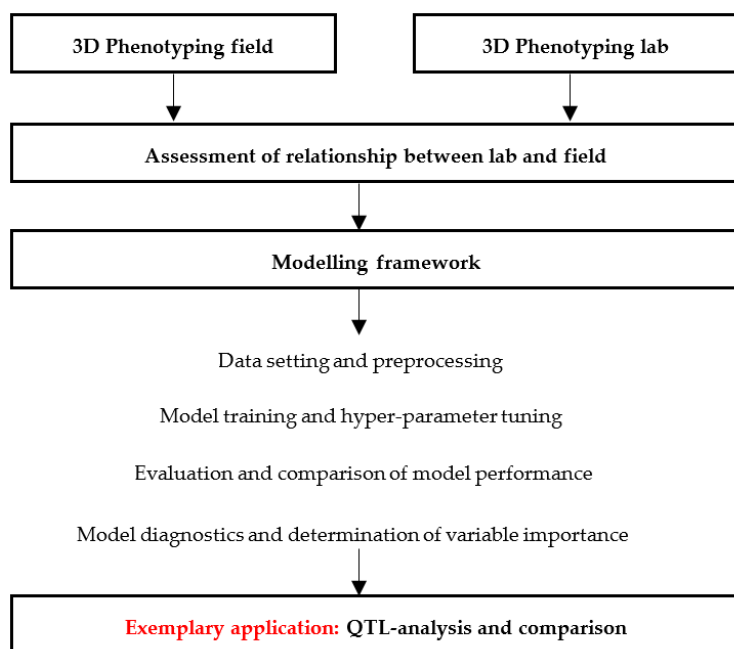 3D Phenotyping field
3D Phenotyping lab
Assessment of relationship between lab and field
Modelling framework
Data setting and preprocessing
Model training and hyper-parameter tuning
Evaluation and comparison of model performance
Model diagnostics and determination of variable importance
Exemplary application: QTL-analysis and comparison